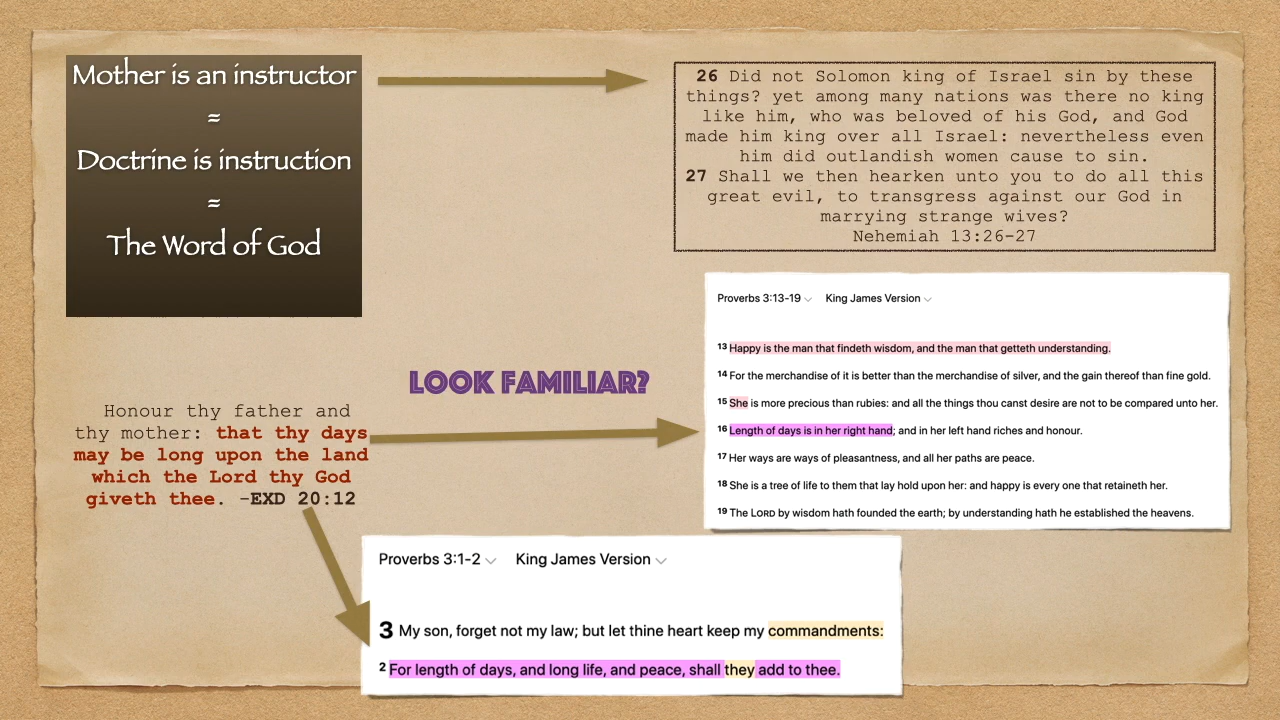 Mother is an instructor
≈
Doctrine is instruction
≈
The Word of God
26 Did not Solomon king of Israel sin by these
things? yet among many nations was there no king
like him, who was beloved of his God, and God
made him king over all Israel: nevertheless even
him did outlandish women cause to sin.
27 Shall we then hearken unto you to do all this
great evil, to transgress against our God in
marrying strange wives?
Nehemiah 13:26-27
Proverbs 3:13-19 King James Version
13 Happy is the man that findeth wisdom, and the man that getteth understanding.
14 For the merchandise of it is better than the merchandise of silver, and the gain thereof than fine gold.
15 She is more precious than rubies: and all the things thou canst desire are not to be compared unto her.
16 Length of days is in her right hand; and in her left hand riches and honour.
17 Her ways are ways of pleasantness, and all her paths are peace.
18 She is a tree of life to them that lay hold upon her: and happy is every one that retaineth her.
19 The LORD by wisdom hath founded the earth; by understanding hath he established the heavens.
LOOK FAMILIAR?
Honour thy father and
thy mother: that thy days
may be long upon the land
which the Lord thy God
giveth thee. -EXD 20:12
Proverbs 3:1-2 King James Version
3 My son, forget not my law; but let thine heart keep my commandments:
2 For length of days, and long life, and peace, shall they add to thee.